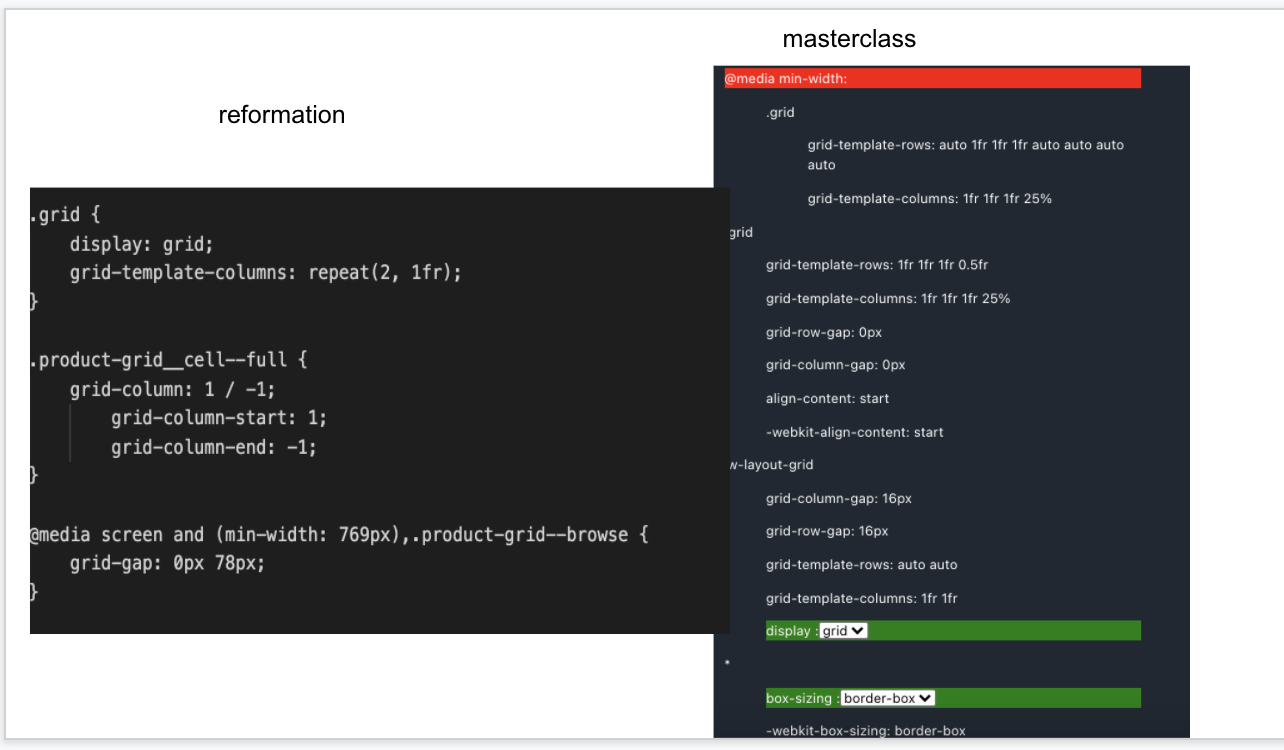 masterclass
reformation
.grid {
display: grid;
grid-template-columns: repeat(2, 1fr);
}
.product-grid__cell--full {
grid-column: 1 / -1;
grid-column-start: 1;
grid-column-end: -1;
}
@media screen and (min-width: 769px),.product-grid--browse {
grid-gap: 0px 78px;
}
@media min-width:
.grid
grid-template-rows: auto 1fr 1fr 1fr auto auto auto
auto
grid-template-columns: 1fr 1fr 1fr 25%
grid
grid-template-rows: 1fr 1fr 1fr 0.5fr
grid-template-columns: 1fr 1fr 1fr 25%
grid-row-gap: 0px
grid-column-gap: 0px
align-content: start
-webkit-align-content: start
w-layout-grid
grid-column-gap: 16px
grid-row-gap: 16px
grid-template-rows: auto auto
grid-template-columns: 1fr 1fr
display : grid
*
box-sizing : border-box
-webkit-box-sizing: border-box